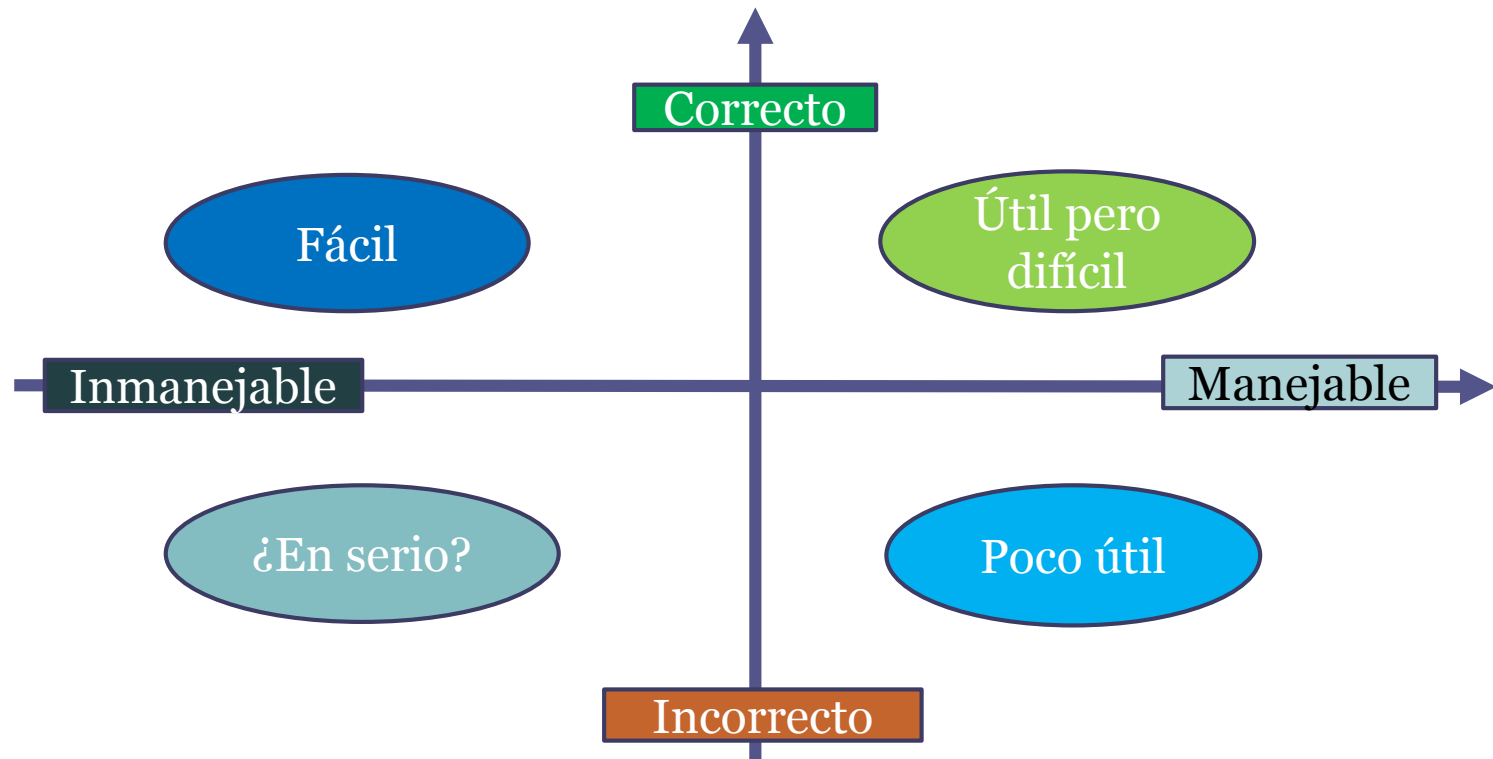 Correcto
Fácil
Útil pero
difícil
Inmanejable
Manejable
¿En serio?
Poco útil
Incorrecto